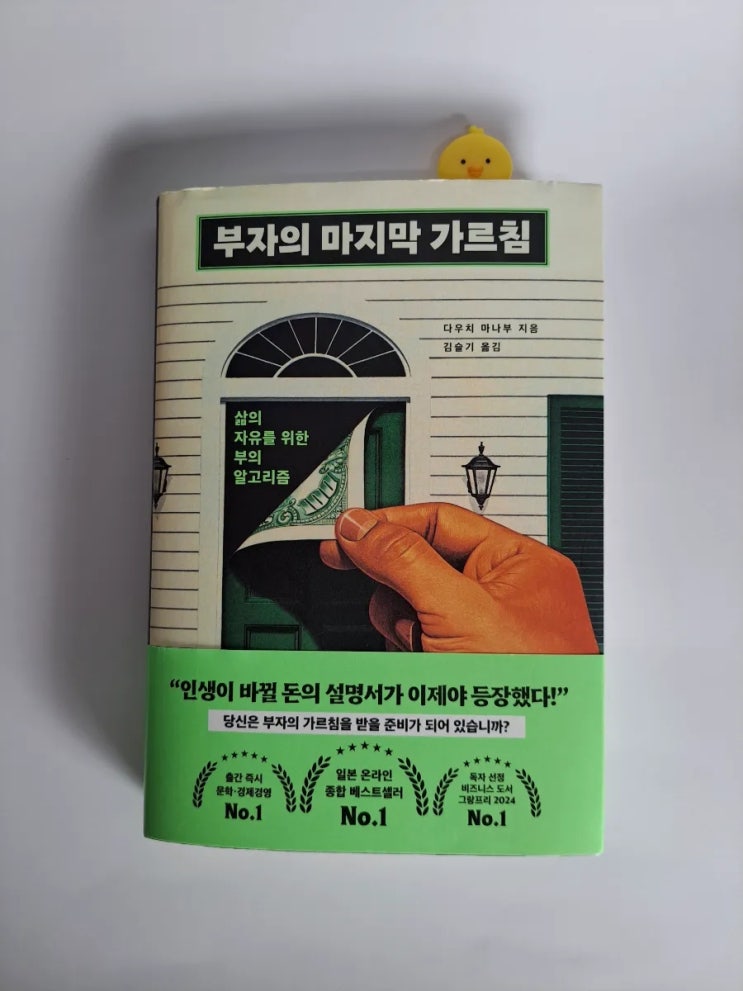 부자의 마지막 가르침
다우치 마나부 지음
김슬기 옮김
삶의
자유를 위한
부의
알고리즘
“인생이 바뀔 돈의 설명서가 이제야 등장했다!”
당신은 부자의 가르침을 받을 준비가 되어 있습니까?
출간 즉시
문학·경제경영
No.1
일본 온라인
종합 베스트셀러
No.1
독자 선정
비즈니스 도서
그랑프리 2024
No.1